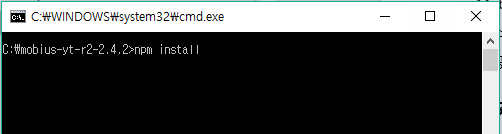 C:₩WINDOWS₩system32₩cmd.exe
C:₩mobius-yt-r2-2.4.2>npm install